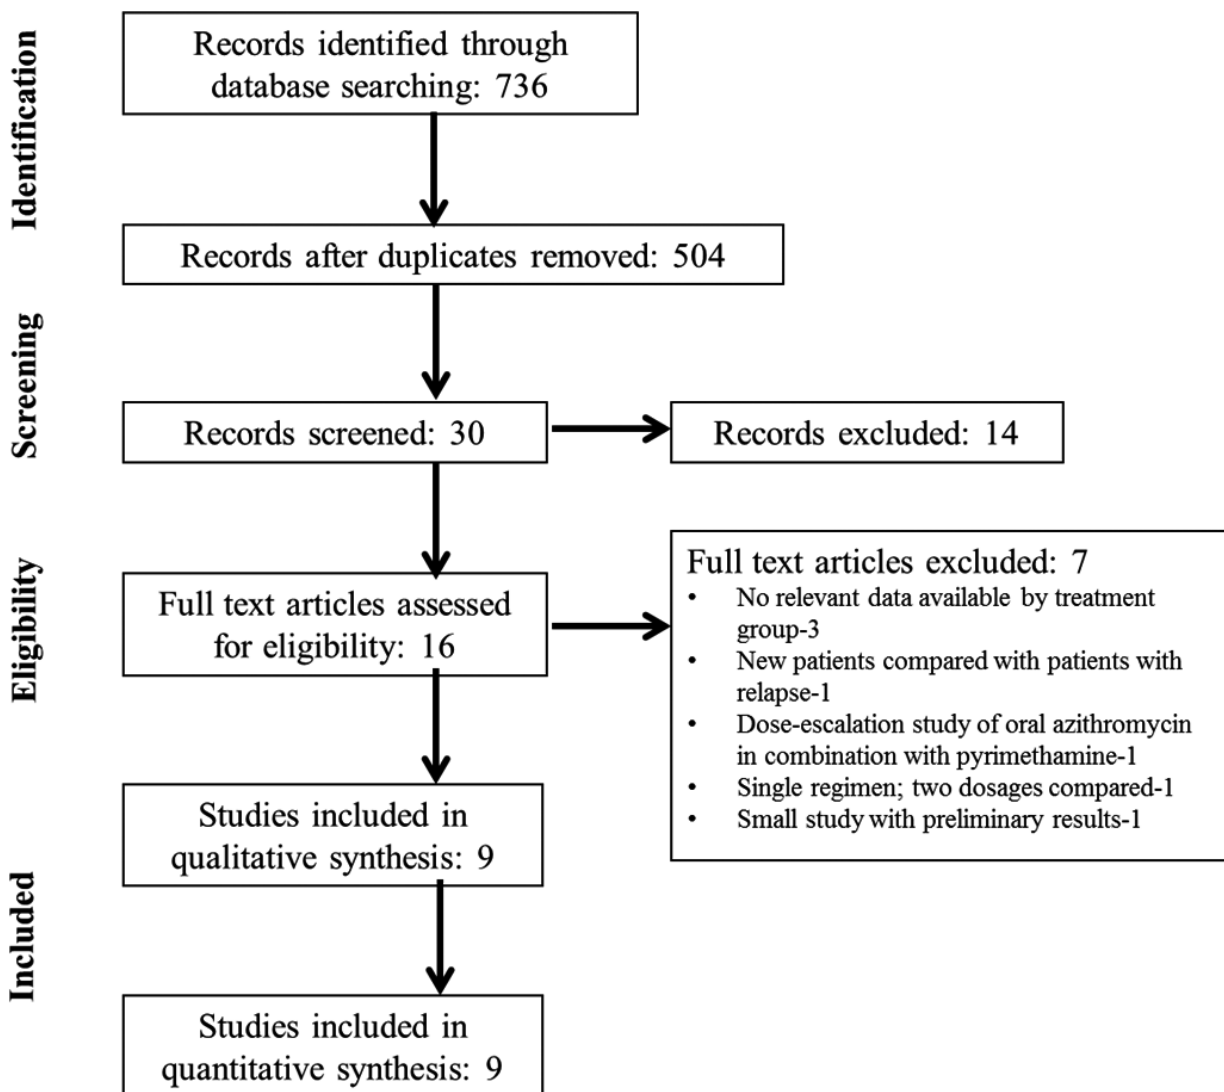 Identification
Records identified through
database searching: 736
Records after duplicates removed: 504
Screening
Records screened: 30
Records excluded: 14
Eligibility
Full text articles assessed
for eligibility: 16
Full text articles excluded: 7
• No relevant data available by treatment
group-3
• New patients compared with patients with
relapse-1
• Dose-escalation study of oral azithromycin
in combination with pyrimethamine-1
• Single regimen; two dosages compared-1
• Small study with preliminary results-1
Included
Studies included in
qualitative synthesis: 9
Studies included in
quantitative synthesis: 9